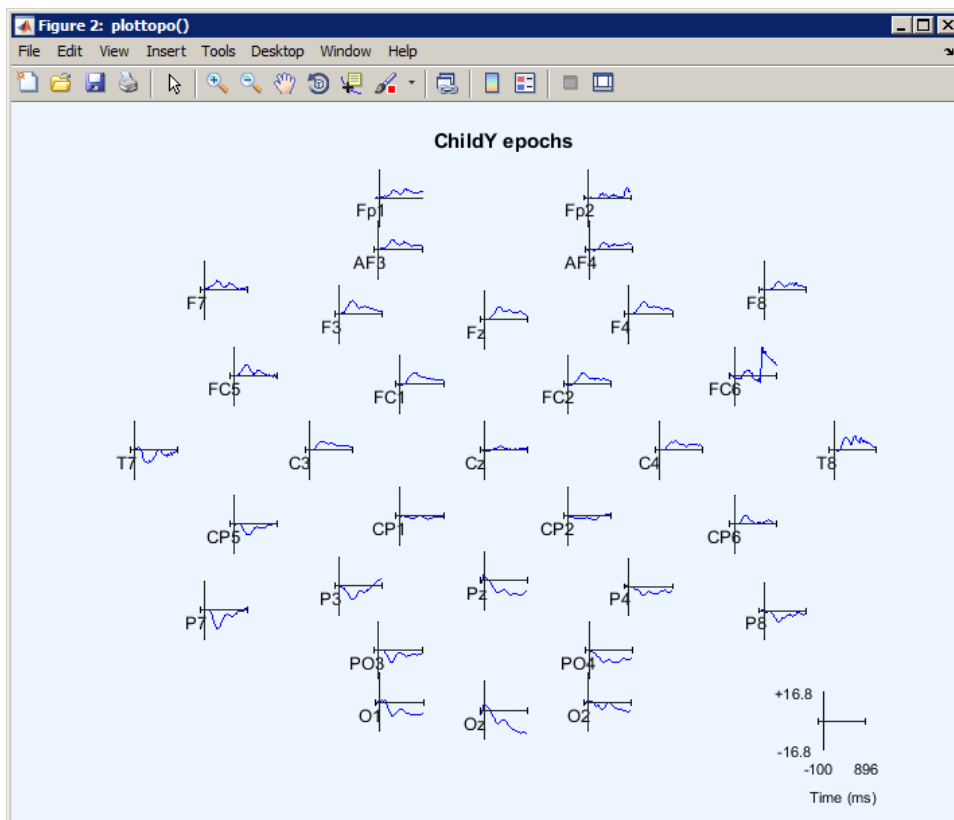 Figure 2: plottopo()
File Edit View Insert Tools Desktop Window Help
ChildY epochs
Fp1 Fp2
AF3 AF4
F7 F8
F3 Fz F4
FC5 FC1 FC2 FC6
T7 C3 Cz C4 T8
CP5 CP1 CP2 CP6
P7 P3 Pz P4 P8
PO3 PO4
O1 Oz O2
+16.8
-16.8
-100 896
Time (ms)